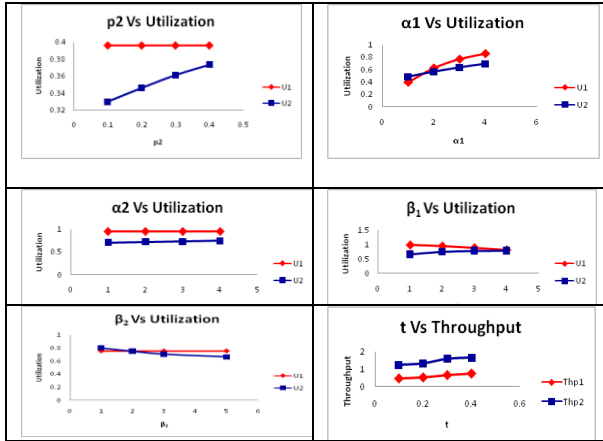 p2 Vs Utilization
0.4
0.38
0.36
0.34
0.32
Utilization
0 0.1 0.2 0.3 0.4 0.5
p2
U1
U2
α1 Vs Utilization
1
0.8
0.6
0.4
0.2
0
Utilization
0 2 4 6
α1
U1
U2
α2 Vs Utilization
1
0.5
0
Utilization
0 1 2 3 4 5
U1
U2
β₁ Vs Utilization
1.5
1
0.5
0
Utilization
0 1 2 3 4 5
U1
U2
β₂ Vs Utilization
1
0.8
0.6
0.4
0.2
0
Utilization
0 1 2 3 4 5 6
U1
U2
t Vs Throughput
2
1
0
Throughput
0 0.2 0.4 0.6
t
Thp1
Thp2